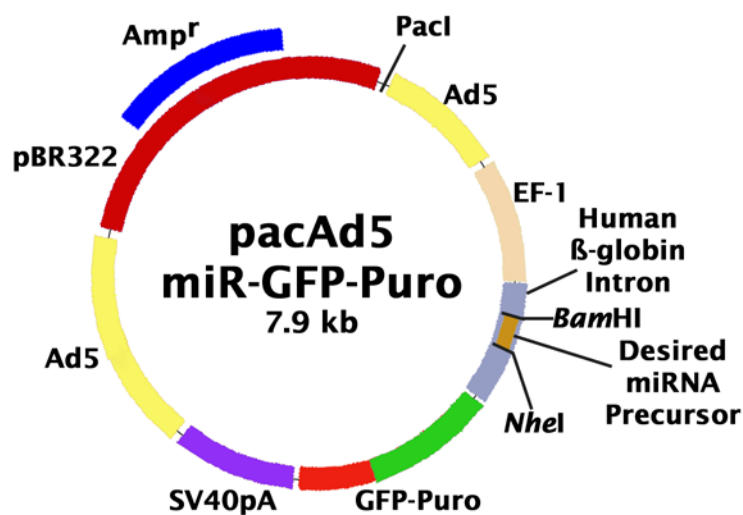 Ampr
PacI
Ad5
pBR322
EF-1
Human
ß-globin
Intron
pacAd5
miR-GFP-Puro
7.9 kb
BamHI
Desired
miRNA
Precursor
Ad5
NheI
SV40pA
GFP-Puro